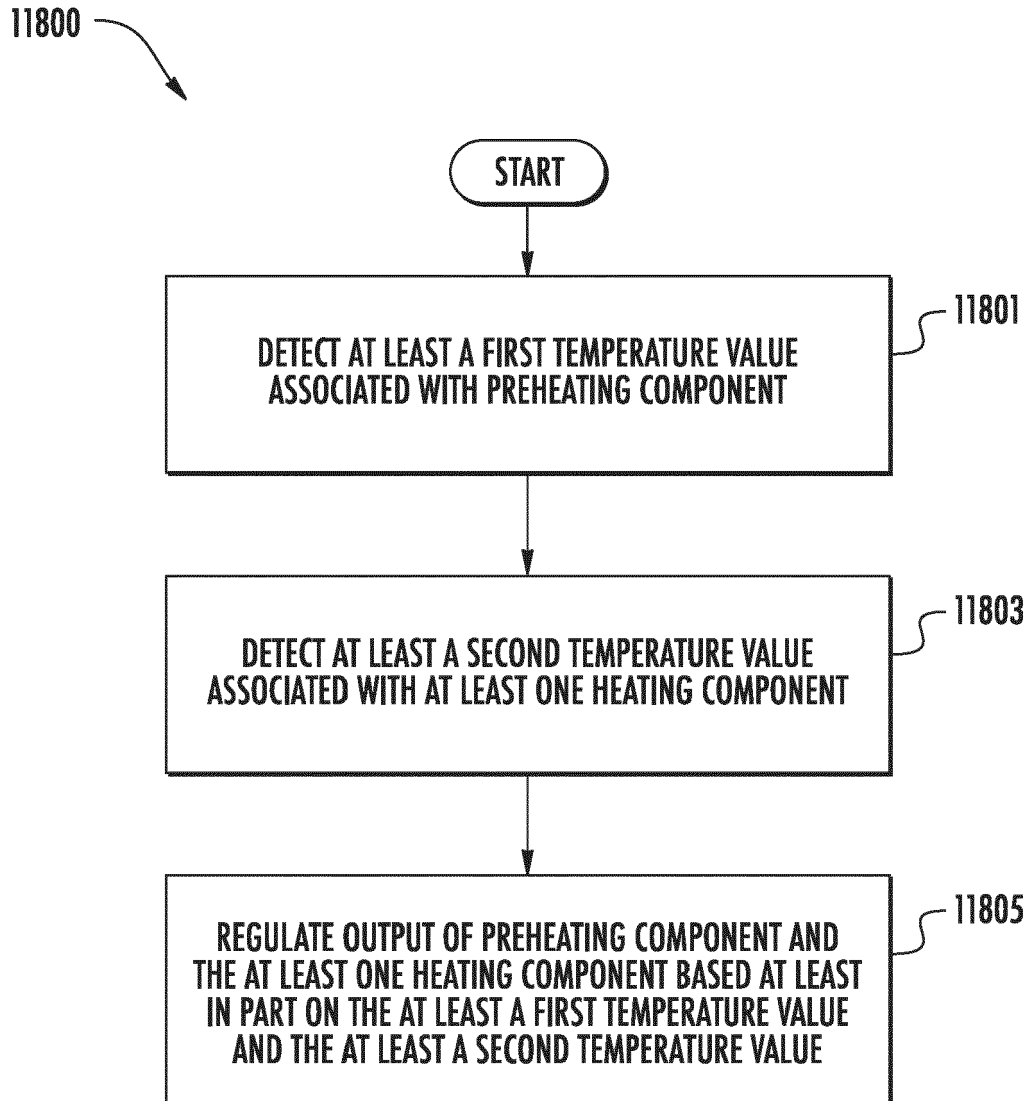 11800
START
DETECT AT LEAST A FIRST TEMPERATURE VALUE
ASSOCIATED WITH PREHEATING COMPONENT
11801
DETECT AT LEAST A SECOND TEMPERATURE VALUE
ASSOCIATED WITH AT LEAST ONE HEATING COMPONENT
11803
REGULATE OUTPUT OF PREHEATING COMPONENT AND
THE AT LEAST ONE HEATING COMPONENT BASED AT LEAST
IN PART ON THE AT LEAST A FIRST TEMPERATURE VALUE
AND THE AT LEAST A SECOND TEMPERATURE VALUE
11805